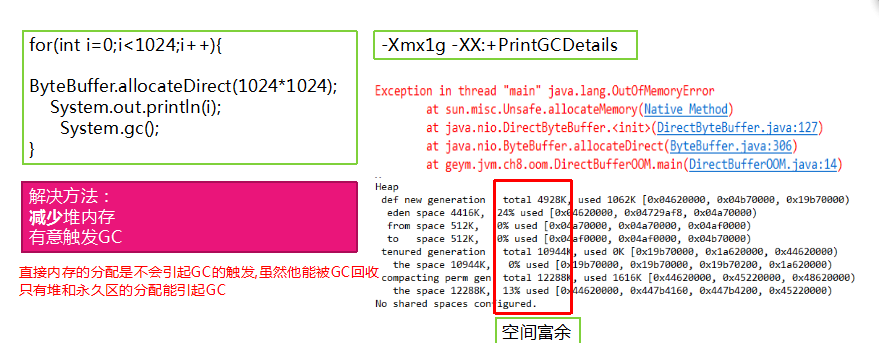 for(int i=0;i<1024;i++){
ByteBuffer.allocateDirect(1024*1024);
System.out.println(i);
System.gc();
}
解决方法：
减少堆内存
有意触发GC
直接内存的分配是不会引起GC的触发,虽然他能被GC回收
只有堆和永久区的分配能引起GC
-Xmx1g -XX:+PrintGCDetails
Exception in thread "main" java.lang.OutOfMemoryError
at sun.misc.Unsafe.allocateMemory(Native Method)
at java.nio.DirectByteBuffer.<init>(DirectByteBuffer.java:127)
at java.nio.ByteBuffer.allocateDirect(ByteBuffer.java:306)
at geym.jvm.ch8.oom.DirectBufferOOM.main(DirectBufferOOM.java:14)
Heap
def new generation total 4928K, used 1062K [0x04620000, 0x04b70000, 0x19b70000)
eden space 4416K, 24% used [0x04620000, 0x04729af8, 0x04a70000)
from space 512K, 0% used [0x04a70000, 0x04a70000, 0x04af0000)
to space 512K, 0% used [0x04af0000, 0x04af0000, 0x04b70000)
tenured generation total 10944K, used 0K [0x19b70000, 0x1a620000, 0x44620000)
the space 10944K, 0% used [0x19b70000, 0x19b70000, 0x19b70200, 0x1a620000)
compacting perm gen total 12288K, used 1616K [0x44620000, 0x45220000, 0x48620000)
the space 12288K, 13% used [0x44620000, 0x447b4160, 0x447b4200, 0x45220000)
No shared spaces configured.
空间富余